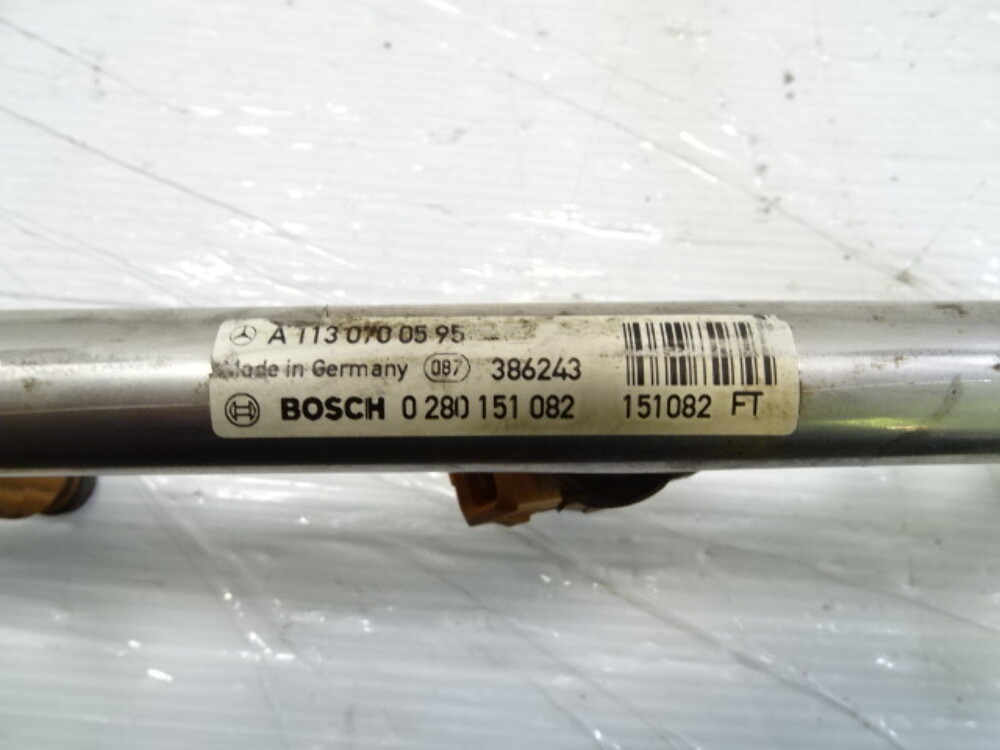 A 113 070 05 95
Made in Germany 087 386243
BOSCH 0 280 151 082 151082 FT